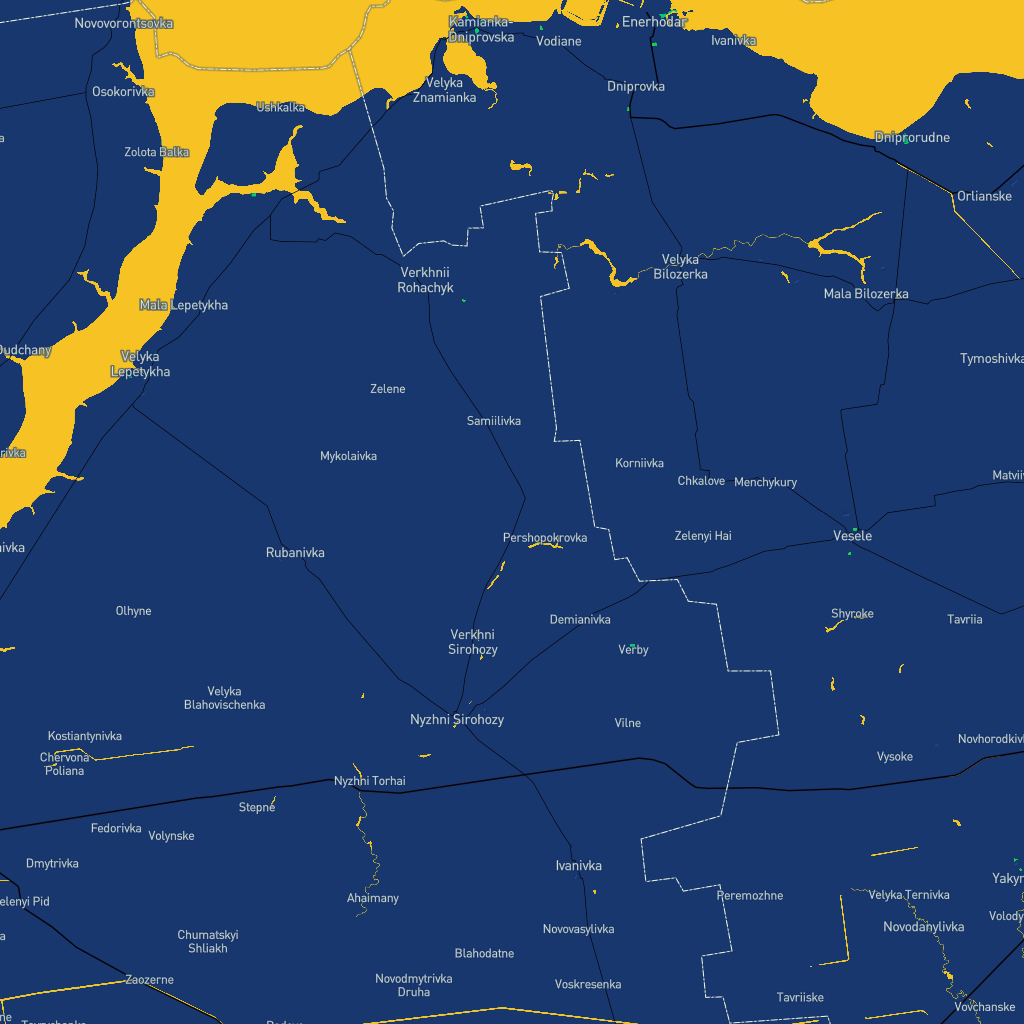 Novovorontsovka
Kamianka-
Dniprovska
Vodiane
Enerhodar
Ivanivka
Osokorivka
Ushkalka
Velyka
Znamianka
Dniprovka
Zolota Balka
Dniprorudne
Orlianske
Verkhnii
Rohachyk
Velyka
Bilozerka
Mala Bilozerka
Mala Lepetykha
Dudchany
Velyka
Lepetykha
Tymoshivka
Zelene
Samiilivka
Mykolaivka
Korniivka
Chkalove
Menchykury
Pershopokrovka
Zelenyi Hai
Vesele
Rubanivka
Olhyne
Demianivka
Shyroke
Tavriia
Verkhni
Sirohozy
Verby
Velyka
Blahovischenka
Nyzhni Sirohozy
Vilne
Kostiantynivka
Chervona
Poliana
Novhorodkiv
Vysoke
Nyzhni Torhai
Stepne
Fedorivka
Volynske
Dmytrivka
Ivanivka
Yakym
elenyi Pid
Ahaimany
Peremozhne
Velyka Ternivka
Volody
Novodanylivka
Chumatskyi
Shliakh
Novovasylivka
Blahodatne
Zaozerne
Novodmytrivka
Druha
Voskresenka
Tavriiske
Vovchanske